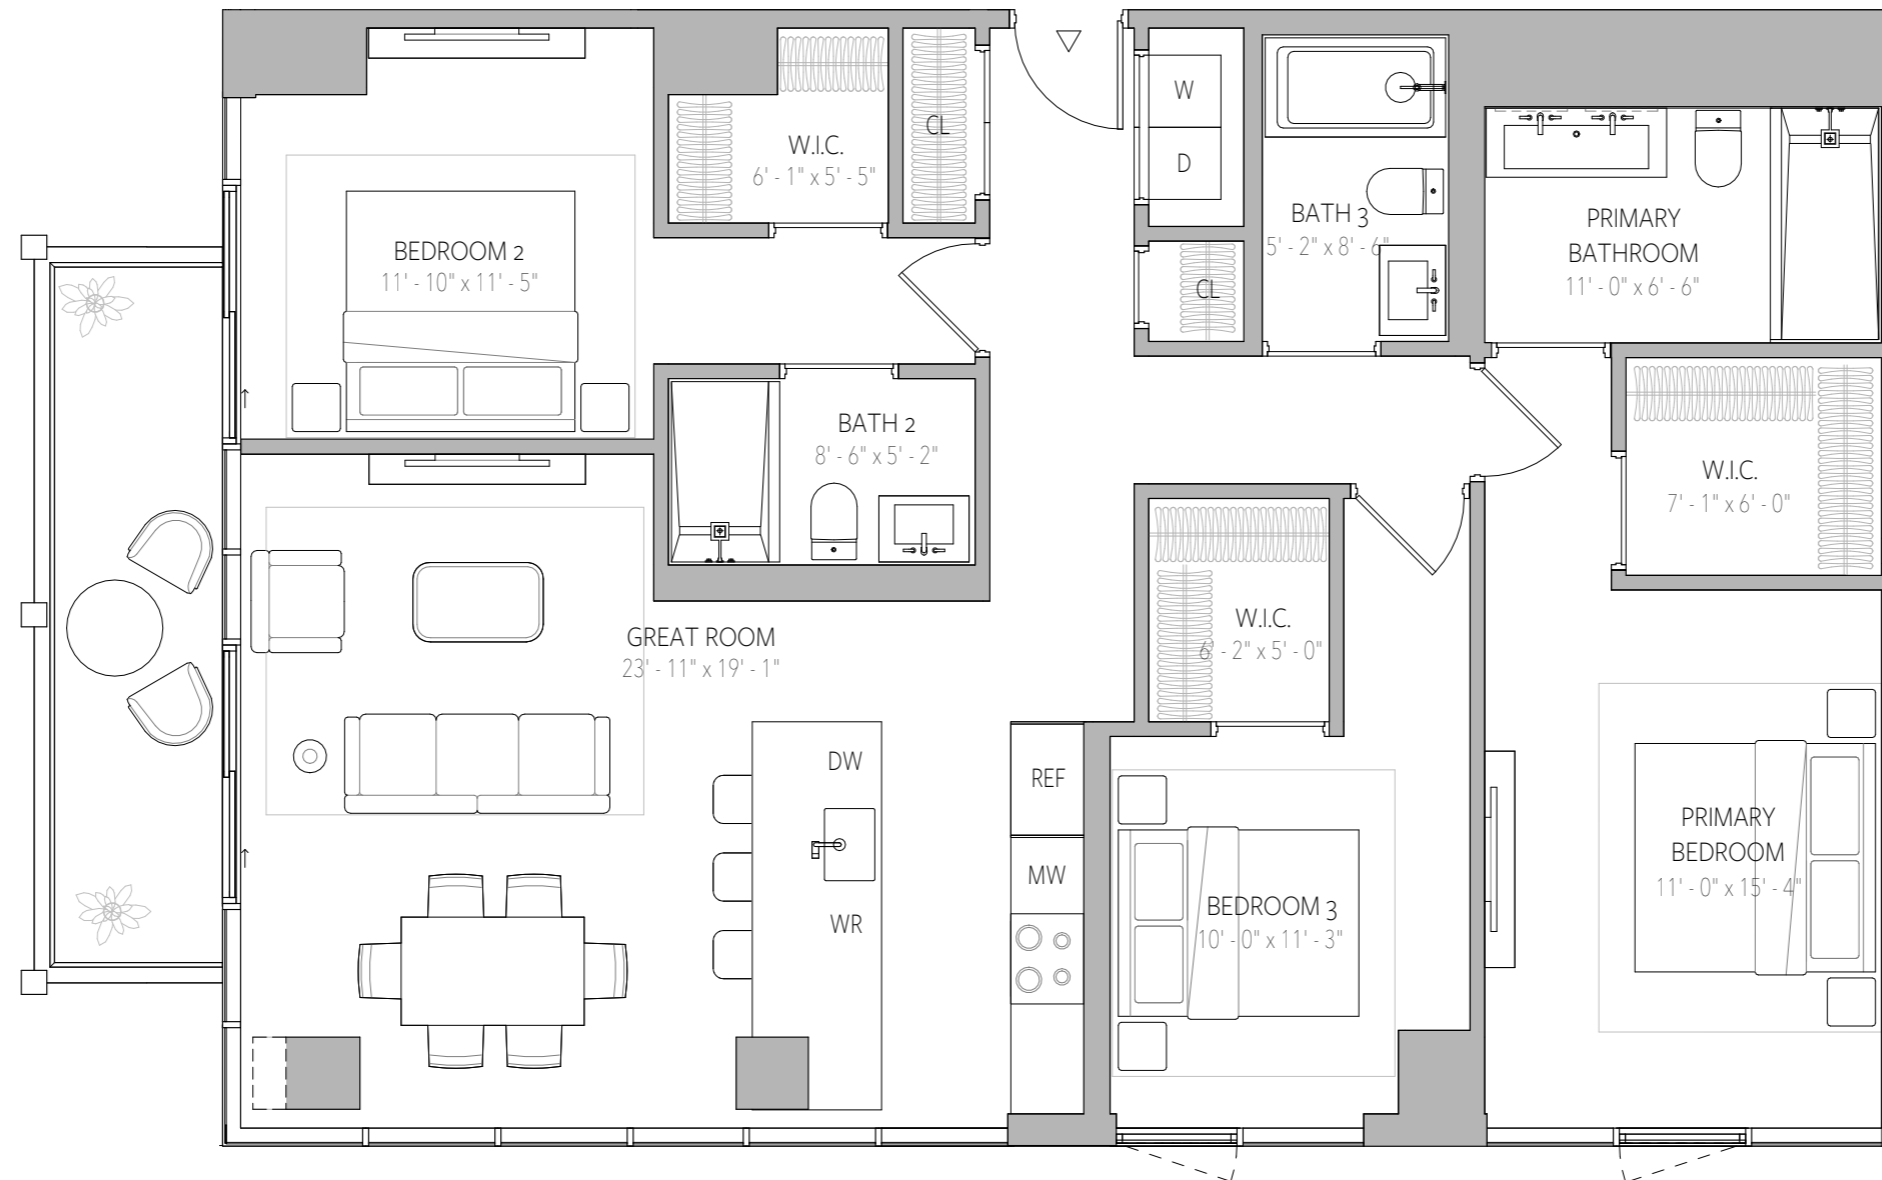 W
D
CL
W.I.C.
6' - 1" x 5' - 5"
BATH 3
5' - 2" x 8' - 6"
PRIMARY
BATHROOM
11' - 0" x 6' - 6"
BEDROOM 2
11' - 10" x 11' - 5"
CL
BATH 2
8' - 6" x 5' - 2"
W.I.C.
7' - 1" x 6' - 0"
W.I.C.
6' - 2" x 5' - 0"
GREAT ROOM
23' - 11" x 19' - 1"
DW
REF
MW
WR
PRIMARY
BEDROOM
11' - 0" x 15' - 4"
BEDROOM 3
10' - 0" x 11' - 3"